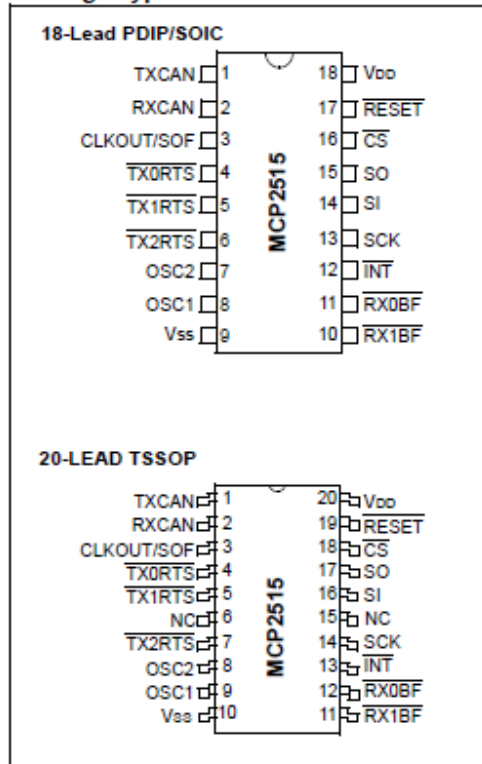 18-Lead PDIP/SOIC
TXCAN 1 18 VDD
RXCAN 2 17 RESET
CLKOUT/SOF 3 16 CS
TX0RTS 4 15 SO
TX1RTS 5 14 SI
TX2RTS 6 13 SCK
OSC2 7 12 INT
OSC1 8 11 RX0BF
Vss 9 10 RX1BF
MCP2515
20-LEAD TSSOP
TXCAN 1 20 VDD
RXCAN 2 19 RESET
CLKOUT/SOF 3 18 CS
TX0RTS 4 17 SO
TX1RTS 5 16 SI
NC 6 15 NC
TX2RTS 7 14 SCK
OSC2 8 13 INT
OSC1 9 12 RX0BF
Vss 10 11 RX1BF
MCP2515